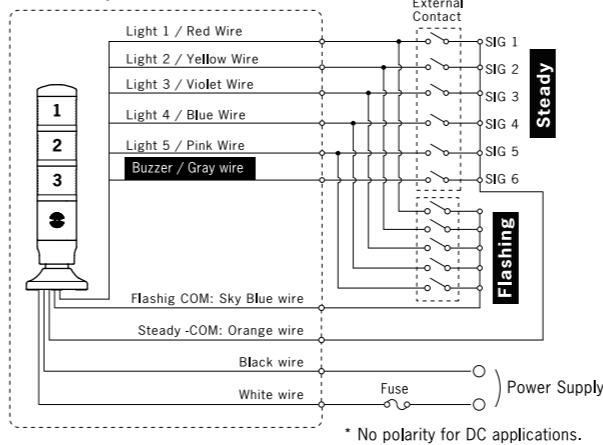 External
Contact
Light 1 / Red Wire
SIG 1
Light 2 / Yellow Wire
SIG 2
Light 3 / Violet Wire
SIG 3
Light 4 / Blue Wire
SIG 4
Light 5 / Pink Wire
SIG 5
Buzzer / Gray wire
SIG 6
Steady
1
2
3
Flashing
Flashig COM: Sky Blue wire
Steady -COM: Orange wire
Black wire
White wire
Fuse
Power Supply
* No polarity for DC applications.